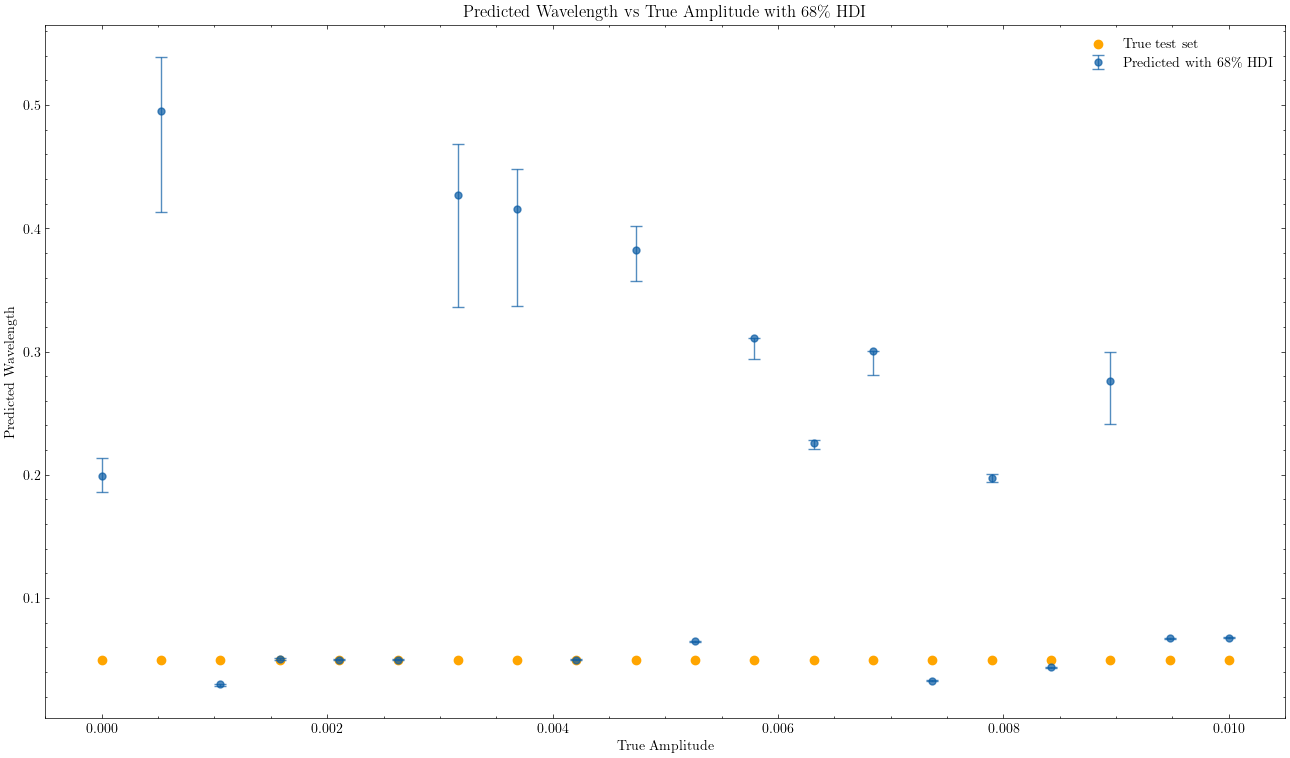 Predicted Wavelength vs True Amplitude with 68% HDI
True test set
Predicted with 68% HDI
Predicted Wavelength
0.5
0.4
0.3
0.2
0.1
0.000 0.002 0.004 0.006 0.008 0.010
True Amplitude